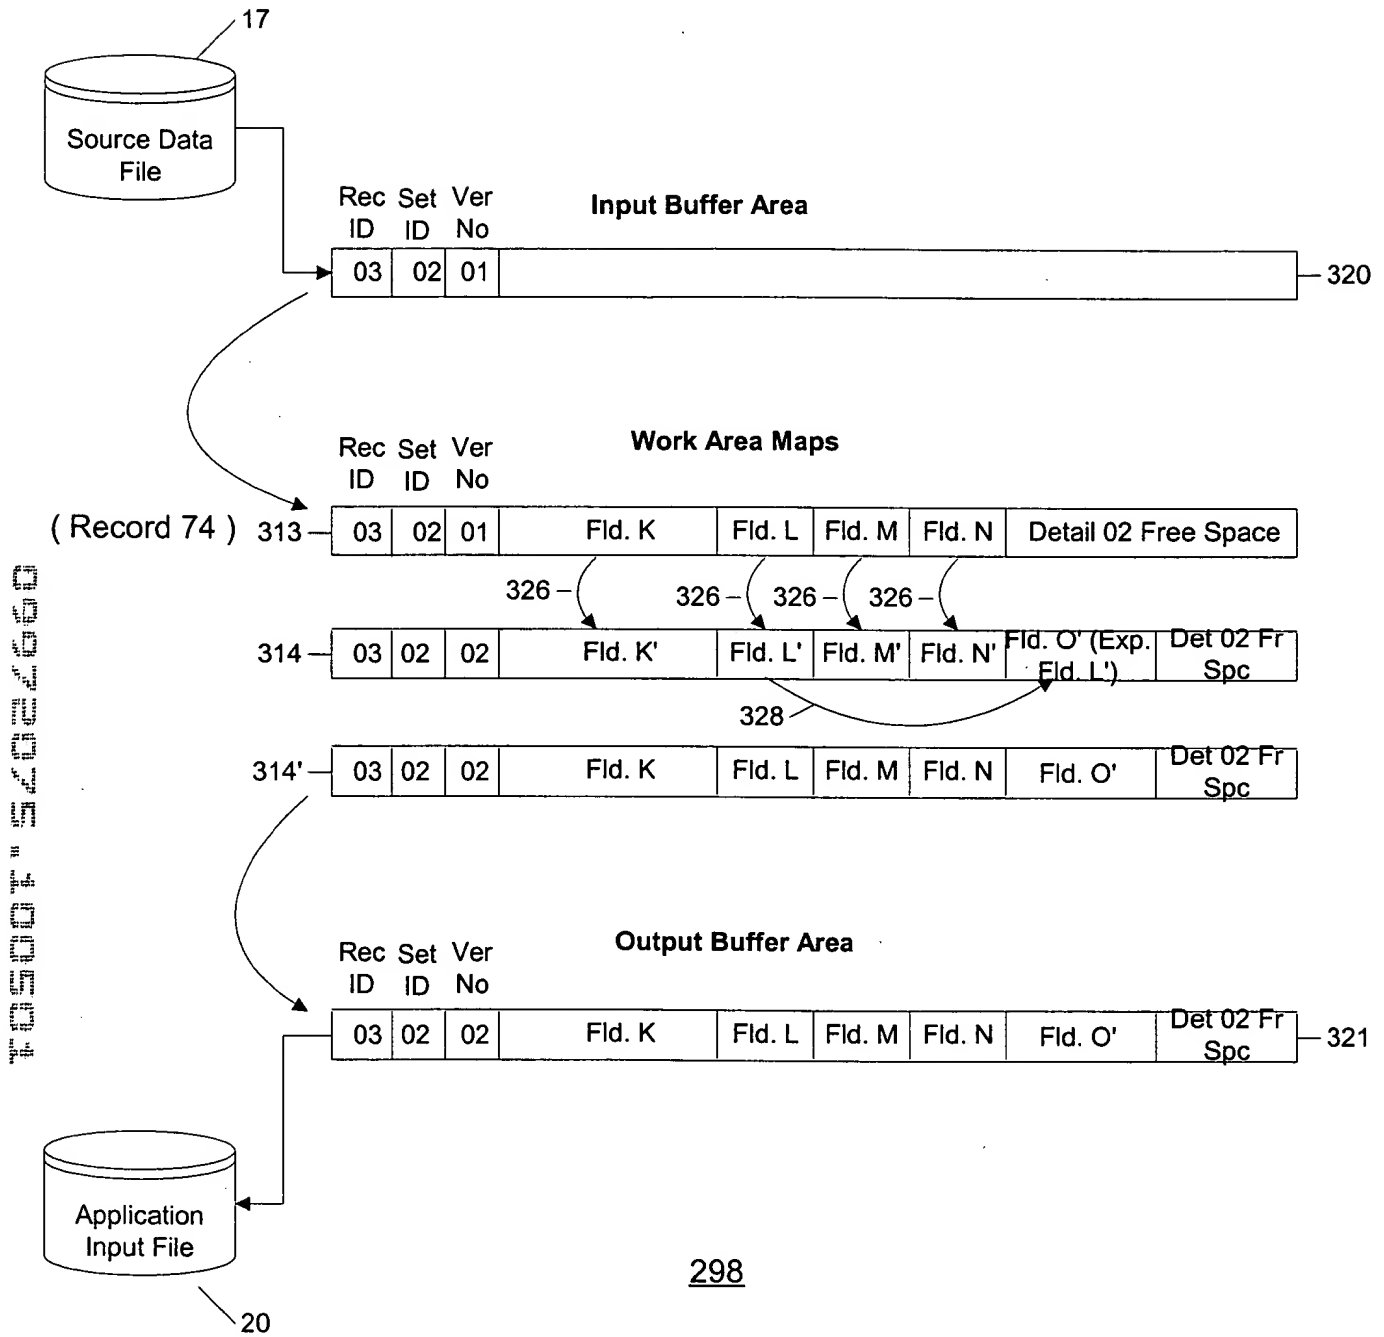 17
Source Data
File
Rec Set Ver
ID ID No
Input Buffer Area
03 02 01
320
Work Area Maps
Rec Set Ver
ID ID No
( Record 74 ) 313 03 02 01 Fld. K Fld. L Fld. M Fld. N Detail 02 Free Space
326 326 326 326
314 03 02 02 Fld. K' Fld. L' Fld. M' Fld. N' Fld. O' (Exp. Det 02 Fr
Fld. L') Spc
328
314' 03 02 02 Fld. K Fld. L Fld. M Fld. N Fld. O' Det 02 Fr
Spc
Output Buffer Area
Rec Set Ver
ID ID No
03 02 02 Fld. K Fld. L Fld. M Fld. N Fld. O' Det 02 Fr
Spc
321
Application
Input File
20
298